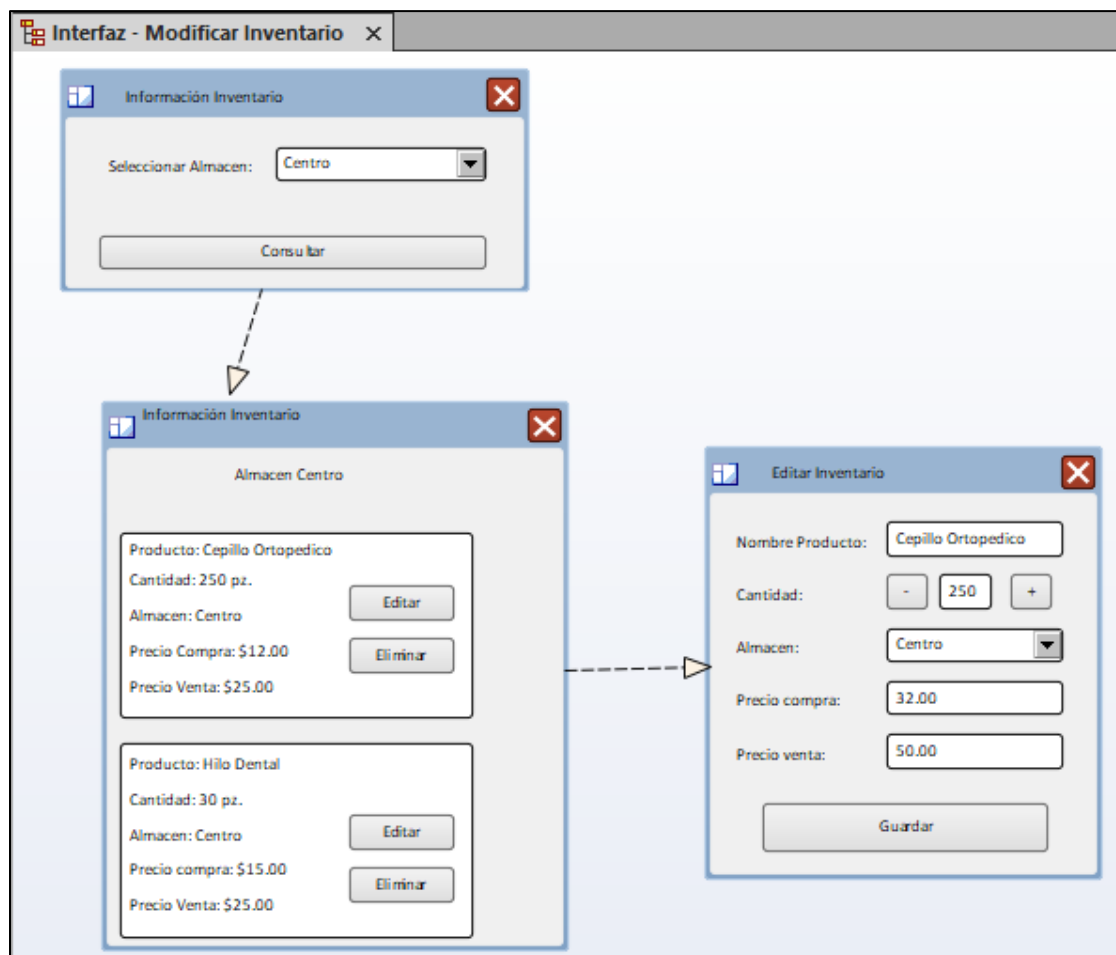 Interfaz - Modificar Inventario
Información Inventario
Seleccionar Almacen:
Centro
Consultar
Información Inventario
Almacen Centro
Producto: Cepillo Ortopedico
Cantidad: 250 pz.
Editar
Almacen: Centro
Precio Compra: $12.00
Eliminar
Precio Venta: $25.00
Producto: Hilo Dental
Cantidad: 30 pz.
Almacen: Centro
Editar
Precio compra: $15.00
Eliminar
Precio Venta: $25.00
Editar Inventario
Nombre Producto:
Cepillo Ortopedico
Cantidad:
- 250 +
Almacen:
Centro
Precio compra:
32.00
Precio venta:
50.00
Guardar